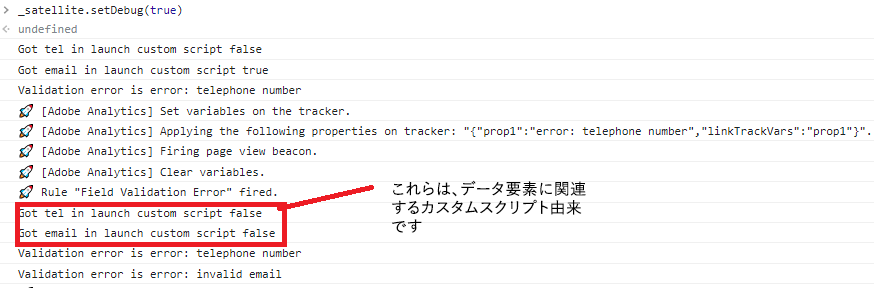 > _satellite.setDebug(true)
undefined
Got tel in launch custom script false
Got email in launch custom script true
Validation error is error: telephone number
🚀 [Adobe Analytics] Set variables on the tracker.
🚀 [Adobe Analytics] Applying the following properties on tracker: "{"prop1":"error: telephone number","linkTrackVars":"prop1"}".
🚀 [Adobe Analytics] Firing page view beacon.
🚀 [Adobe Analytics] Clear variables.
🚀 Rule "Field Validation Error" fired.
Got tel in launch custom script false
Got email in launch custom script false
Validation error is error: telephone number
Validation error is error: invalid email
これらは、データ要素に関連
するカスタムスクリプト由来
です